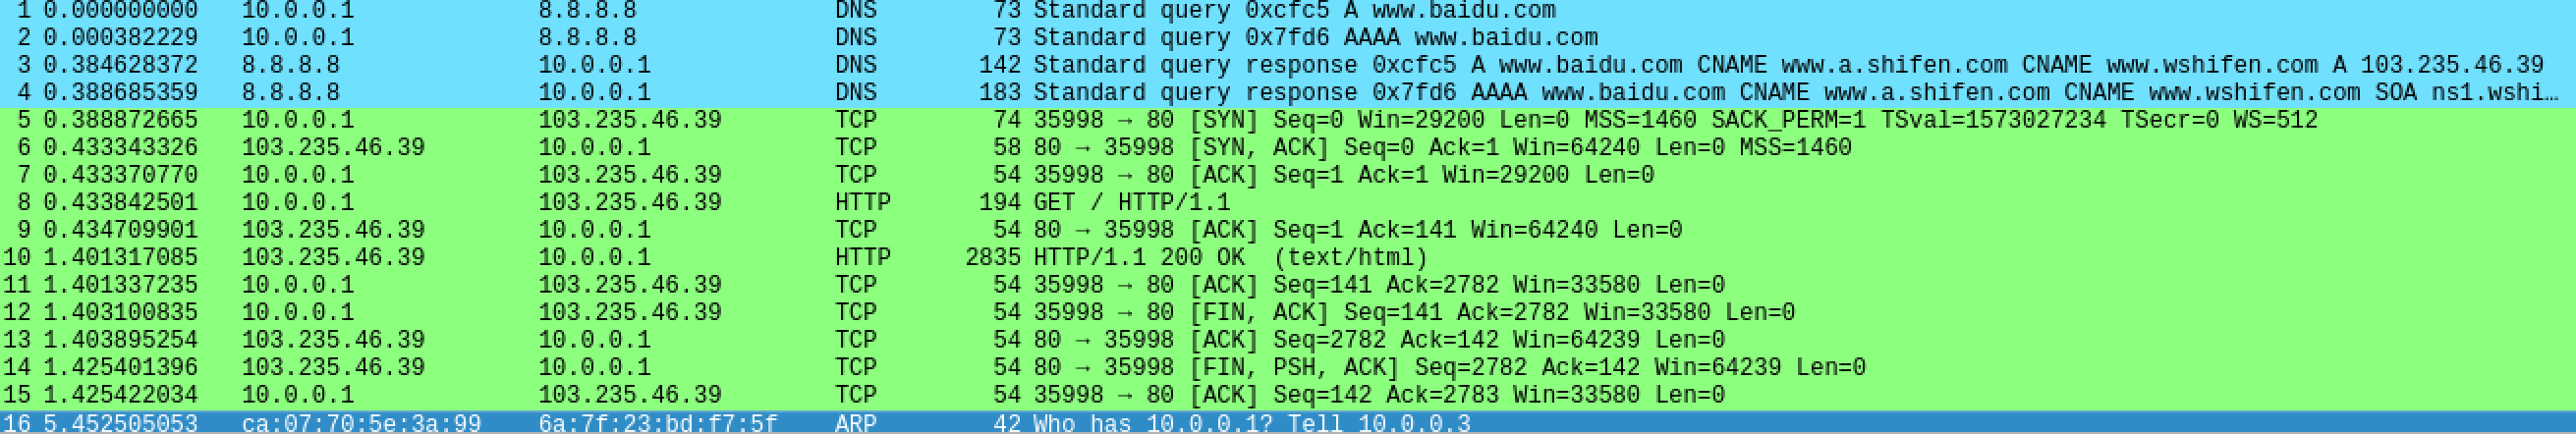 1 0.000000000 10.0.0.1 8.8.8.8 DNS 73 Standard query 0xcfc5 A www.baidu.com
2 0.000382229 10.0.0.1 8.8.8.8 DNS 73 Standard query 0x7fd6 AAAA www.baidu.com
3 0.384628372 8.8.8.8 10.0.0.1 DNS 142 Standard query response 0xcfc5 A www.baidu.com CNAME www.a.shifen.com CNAME www.wshifen.com A 103.235.46.39
4 0.388685359 8.8.8.8 10.0.0.1 DNS 183 Standard query response 0x7fd6 AAAA www.baidu.com CNAME www.a.shifen.com CNAME www.wshifen.com SOA ns1.wshi…
5 0.388872665 10.0.0.1 103.235.46.39 TCP 74 35998 → 80 [SYN] Seq=0 Win=29200 Len=0 MSS=1460 SACK_PERM=1 TSval=1573027234 TSecr=0 WS=512
6 0.433343326 103.235.46.39 10.0.0.1 TCP 58 80 → 35998 [SYN, ACK] Seq=0 Ack=1 Win=64240 Len=0 MSS=1460
7 0.433370770 10.0.0.1 103.235.46.39 TCP 54 35998 → 80 [ACK] Seq=1 Ack=1 Win=29200 Len=0
8 0.433842501 10.0.0.1 103.235.46.39 HTTP 194 GET / HTTP/1.1
9 0.434709901 103.235.46.39 10.0.0.1 TCP 54 80 → 35998 [ACK] Seq=1 Ack=141 Win=64240 Len=0
10 1.401317085 103.235.46.39 10.0.0.1 HTTP 2835 HTTP/1.1 200 OK (text/html)
11 1.401337235 10.0.0.1 103.235.46.39 TCP 54 35998 → 80 [ACK] Seq=141 Ack=2782 Win=33580 Len=0
12 1.403100835 10.0.0.1 103.235.46.39 TCP 54 35998 → 80 [FIN, ACK] Seq=141 Ack=2782 Win=33580 Len=0
13 1.403895254 103.235.46.39 10.0.0.1 TCP 54 80 → 35998 [ACK] Seq=2782 Ack=142 Win=64239 Len=0
14 1.425401396 103.235.46.39 10.0.0.1 TCP 54 80 → 35998 [FIN, PSH, ACK] Seq=2782 Ack=142 Win=64239 Len=0
15 1.425422034 10.0.0.1 103.235.46.39 TCP 54 35998 → 80 [ACK] Seq=142 Ack=2783 Win=33580 Len=0
16 5.452505053 ca:07:70:5e:3a:99 6a:7f:23:bd:f7:5f ARP 42 Who has 10.0.0.1? Tell 10.0.0.3